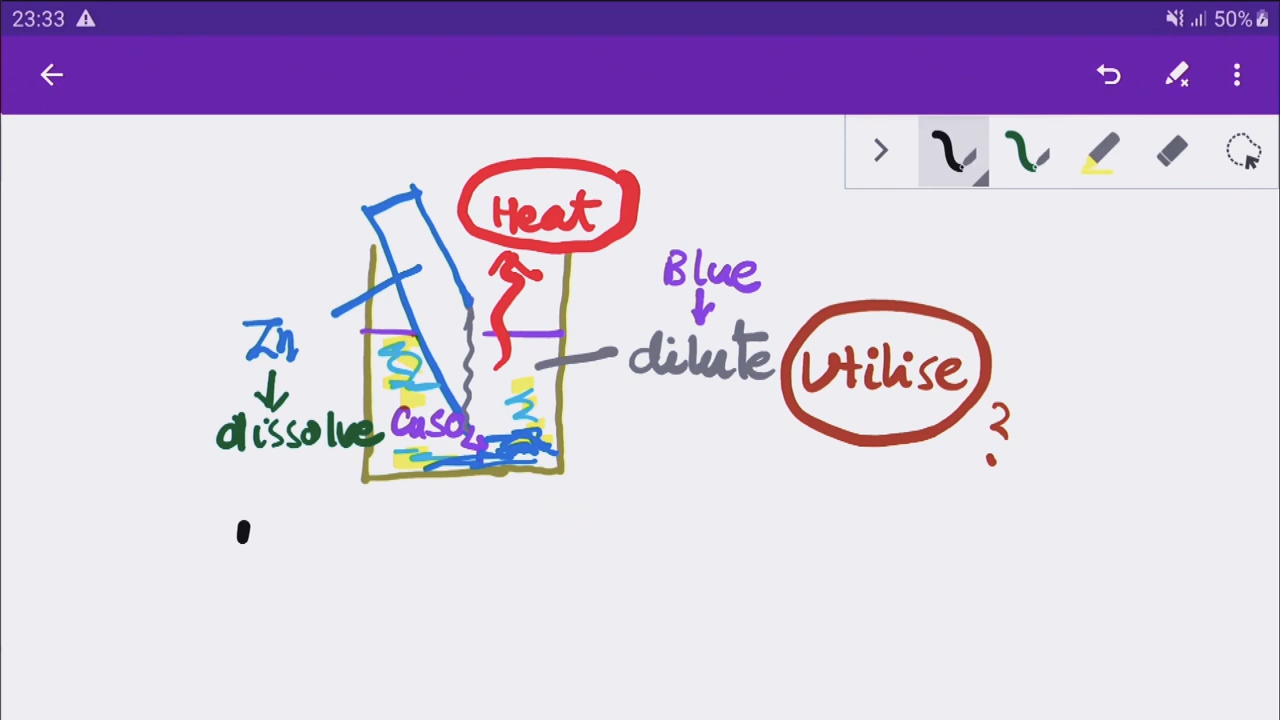 23:33
50%
Heat
Blue
Zn
dilute
Utilise
?
dissolve
CuSO4